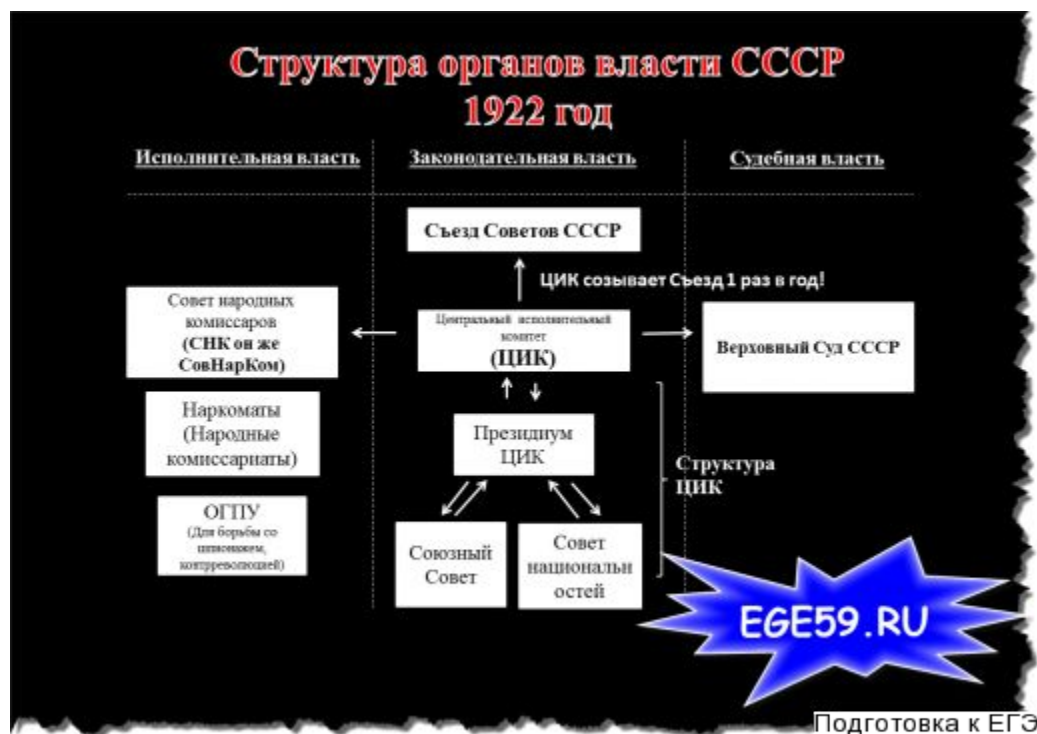 Структура органов власти СССР
1922 год
Исполнительная власть
Законодательная власть
Судебная власть
Съезд Советов СССР
ЦИК созывает Съезд 1 раз в год!
Совет народных
комиссаров
(СНК он же
СовНарКом)
Центральный исполнительный
комитет
(ЦИК)
Верховный Суд СССР
Наркоматы
(Народные
комиссариаты)
Президиум
ЦИК
Структура
ЦИК
ОГПУ
(Для борьбы со
шпионажем,
контрреволюцией)
Союзный
Совет
Совет
национальн
остей
EGE59.RU
Подготовка к ЕГЭ